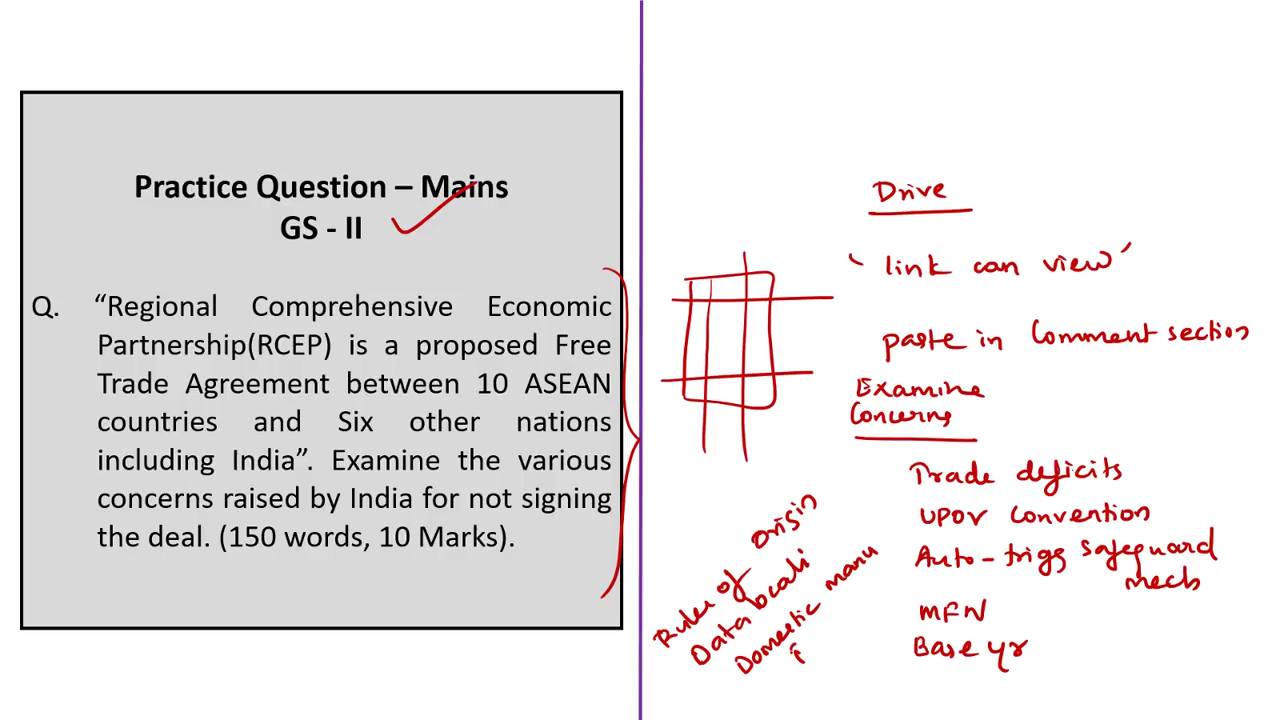 Practice Question – Mains
GS - II
Q. “Regional Comprehensive Economic
Partnership(RCEP) is a proposed Free
Trade Agreement between 10 ASEAN
countries and Six other nations
including India”. Examine the various
concerns raised by India for not signing
the deal. (150 words, 10 Marks).
Drive
‘link can view’
paste in Comment section
Examine
Concerns
Trade deficits
UPOV Convention
Auto-trigg safeguard
mech
MFN
Base yr
Rules of origin
Data locali
Domestic manu